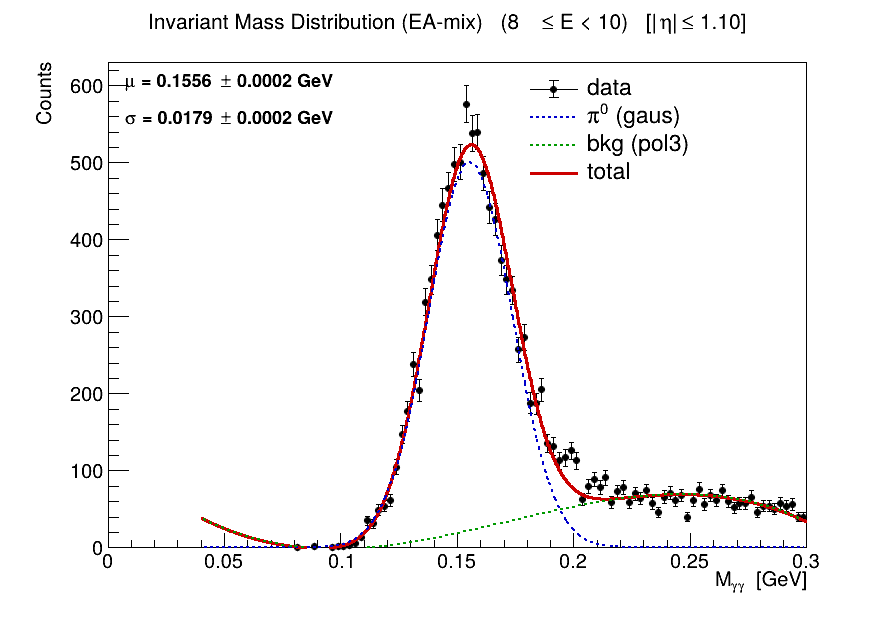 Invariant Mass Distribution (EA-mix) (8 ≤ E < 10) [|η| ≤ 1.10]
Counts
μ = 0.1556 ± 0.0002 GeV
σ = 0.0179 ± 0.0002 GeV
data
π⁰ (gaus)
bkg (pol3)
total
600
500
400
300
200
100
0
0 0.05 0.1 0.15 0.2 0.25 0.3
Mγγ [GeV]